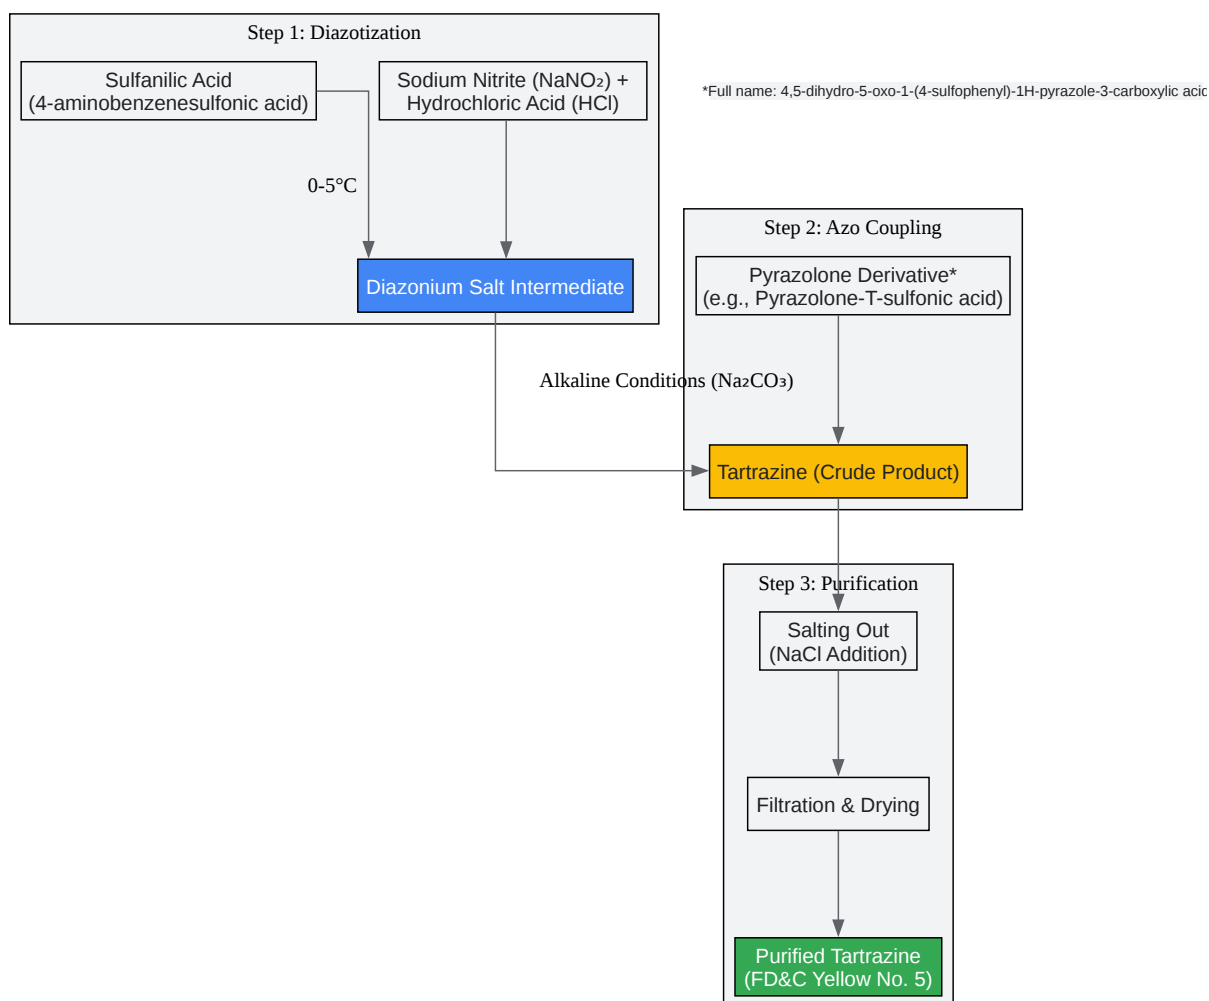 Step 1: Diazotization
Sulfanilic Acid
(4-aminobenzenesulfonic acid)
Sodium Nitrite (NaNO₂) +
Hydrochloric Acid (HCl)
*Full name: 4,5-dihydro-5-oxo-1-(4-sulfophenyl)-1H-pyrazole-3-carboxylic acid
0-5°C
Diazonium Salt Intermediate
Step 2: Azo Coupling
Pyrazolone Derivative*
(e.g., Pyrazolone-T-sulfonic acid)
Alkaline Conditions (Na₂CO₃)
Tartrazine (Crude Product)
Step 3: Purification
Salting Out
(NaCl Addition)
Filtration & Drying
Purified Tartrazine
(FD&C Yellow No. 5)